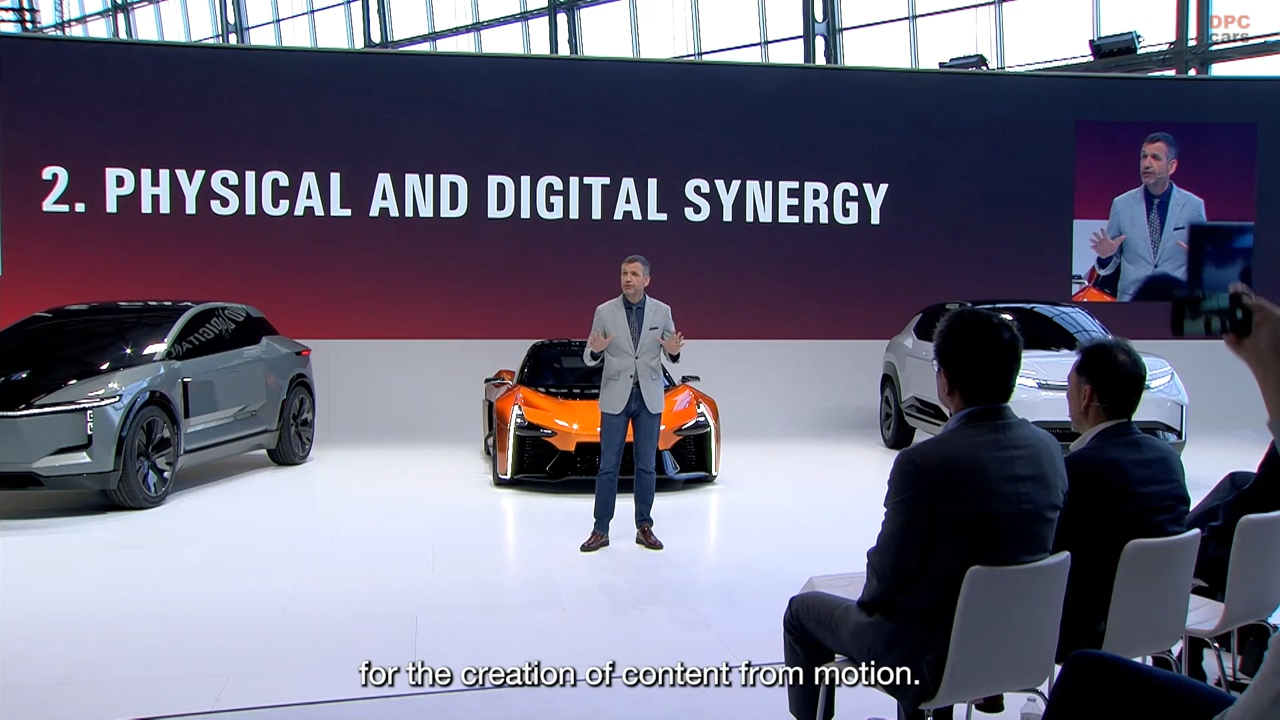 DPC
cars
2. PHYSICAL AND DIGITAL SYNERGY
for the creation of content from motion.